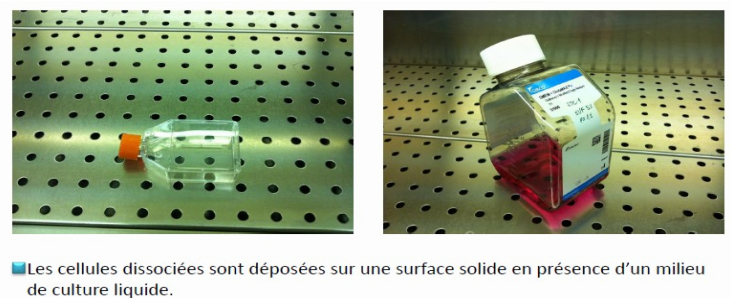 Les cellules dissociées sont déposées sur une surface solide en présence d'un milieu
de culture liquide.